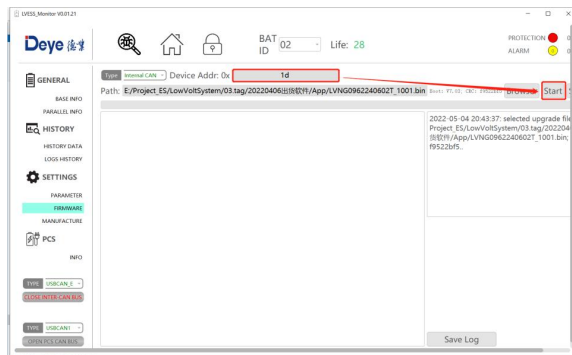 LVESS_Monitor V0.01.21
Deye 德业
BAT
ID 02
Life: 28
PROTECTION 0
ALARM 0
GENERAL
BASE INFO
PARALLEL INFO
HISTORY
HISTORY DATA
LOGS HISTORY
SETTINGS
PARAMETER
FIRMWARE
MANUFACTURE
PCS
INFO
TYPE USBCAN_E
CLOSE INTER-CAN BUS
TYPE USBCAN1
OPEN PCS CAN BUS
Type Internal CAN Device Addr: 0x 1d
Path: E:/Project_ES/LowVoltSystem/03.tag/20220406出货软件/App/LVNG0962240602T_1001.bin
Browse Start
2022-05-04 20:43:37: selected upgrade file
Project_ES/LowVoltSystem/03.tag/202204
货软件/App/LVNG0962240602T_1001.bin;
f9522bf5..
Save Log